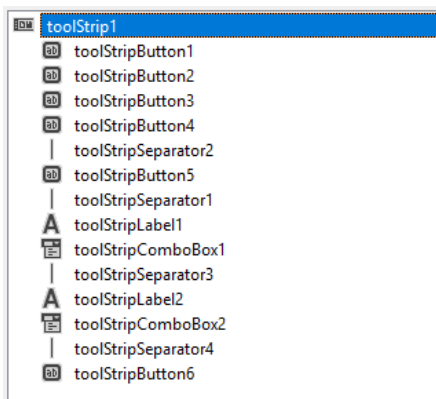 toolStrip1
toolStripButton1
toolStripButton2
toolStripButton3
toolStripButton4
toolStripSeparator2
toolStripButton5
toolStripSeparator1
toolStripLabel1
toolStripComboBox1
toolStripSeparator3
toolStripLabel2
toolStripComboBox2
toolStripSeparator4
toolStripButton6